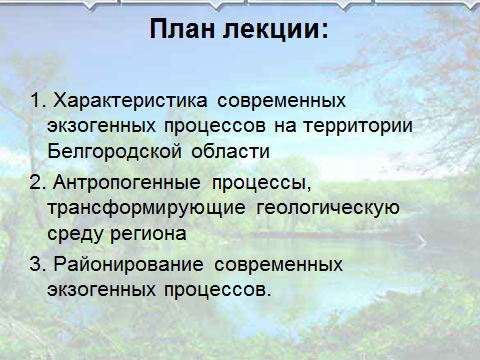 План лекции:
1. Характеристика современных
экзогенных процессов на территории
Белгородской области
2. Антропогенные процессы,
трансформирующие геологическую
среду региона
3. Районирование современных
экзогенных процессов.